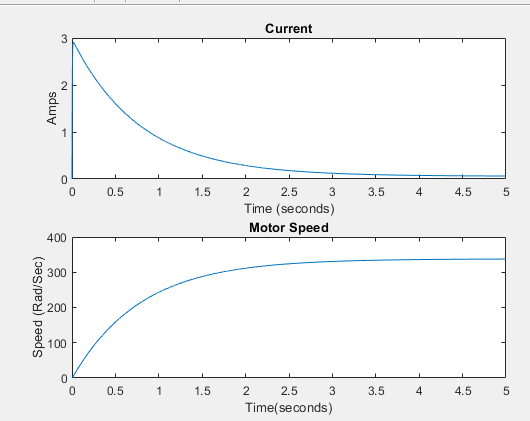 Current
3
2
1
0
Amps
0 0.5 1 1.5 2 2.5 3 3.5 4 4.5 5
Time (seconds)
Motor Speed
400
300
200
100
0
Speed (Rad/Sec)
0 0.5 1 1.5 2 2.5 3 3.5 4 4.5 5
Time(seconds)